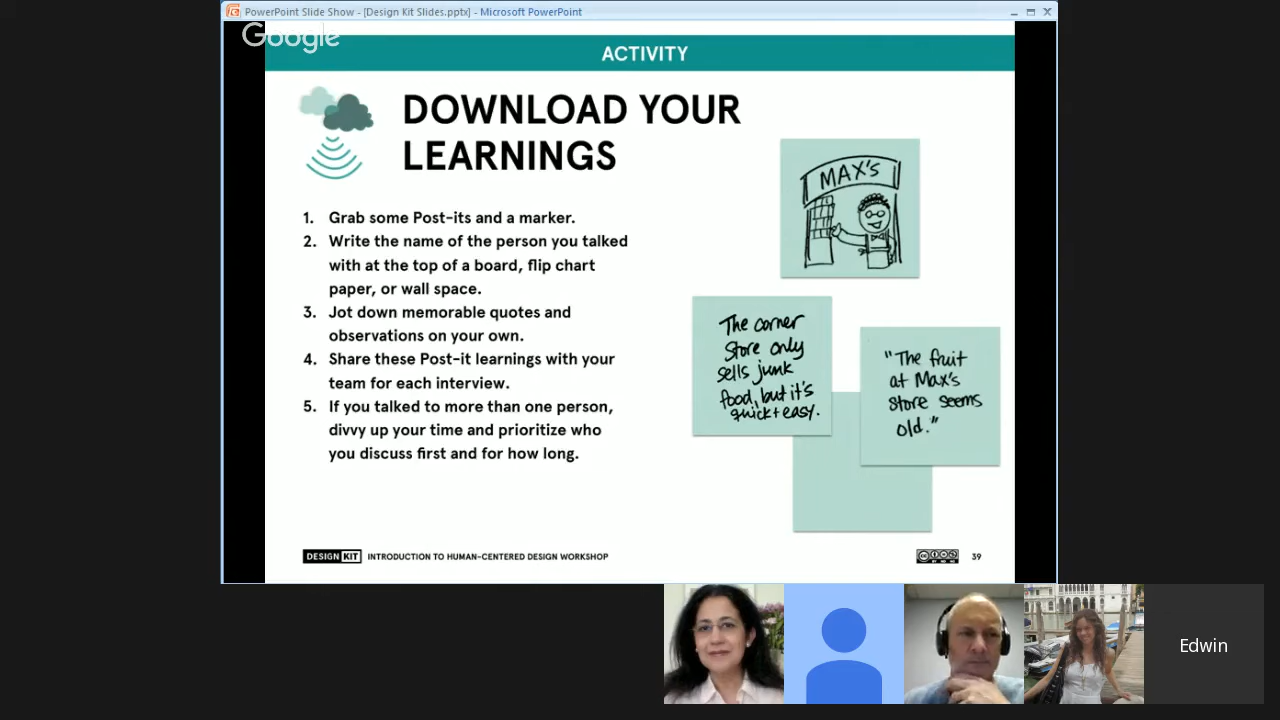 PowerPoint Slide Show - [Design Kit Slides.pptx] - Microsoft PowerPoint
Google
ACTIVITY
DOWNLOAD YOUR
LEARNINGS
1. Grab some Post-its and a marker.
2. Write the name of the person you talked
with at the top of a board, flip chart
paper, or wall space.
3. Jot down memorable quotes and
observations on your own.
4. Share these Post-it learnings with your
team for each interview.
5. If you talked to more than one person,
divvy up your time and prioritize who
you discuss first and for how long.
MAX'S
The corner
store only
sells junk
food, but it's
quick + easy.
"The fruit
at Max's
store seems
old."
DESIGN KIT INTRODUCTION TO HUMAN-CENTERED DESIGN WORKSHOP
39
Edwin